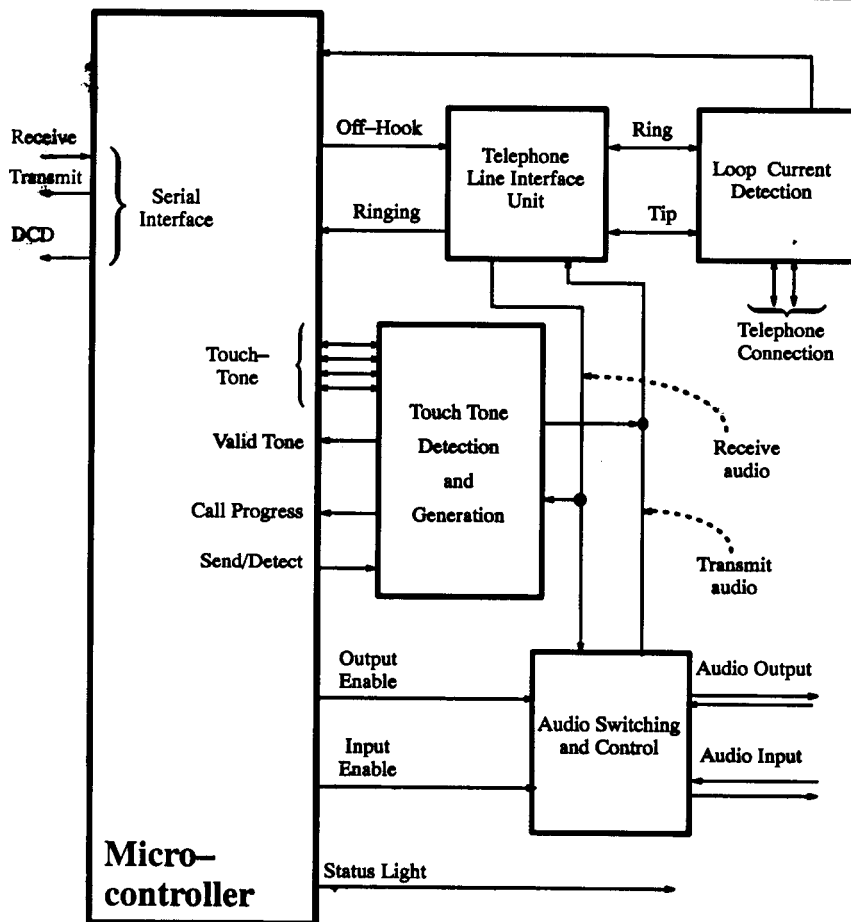 Receive
Transmit
DCD
Serial
Interface
Off–Hook
Ringing
Telephone
Line Interface
Unit
Ring
Tip
Loop Current
Detection
Telephone
Connection
Touch–
Tone
Valid Tone
Call Progress
Send/Detect
Touch Tone
Detection
and
Generation
Receive
audio
Transmit
audio
Output
Enable
Input
Enable
Audio Switching
and Control
Audio Output
Audio Input
Micro–
controller
Status Light